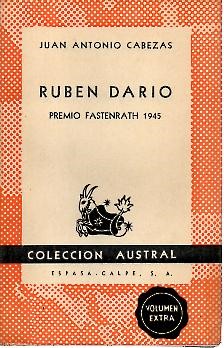 JUAN ANTONIO CABEZAS
RUBEN DARIO
PREMIO FASTENRATH 1945
COLECCION AUSTRAL
ESPASA-CALPE, S. A.
VOLUMEN
EXTRA